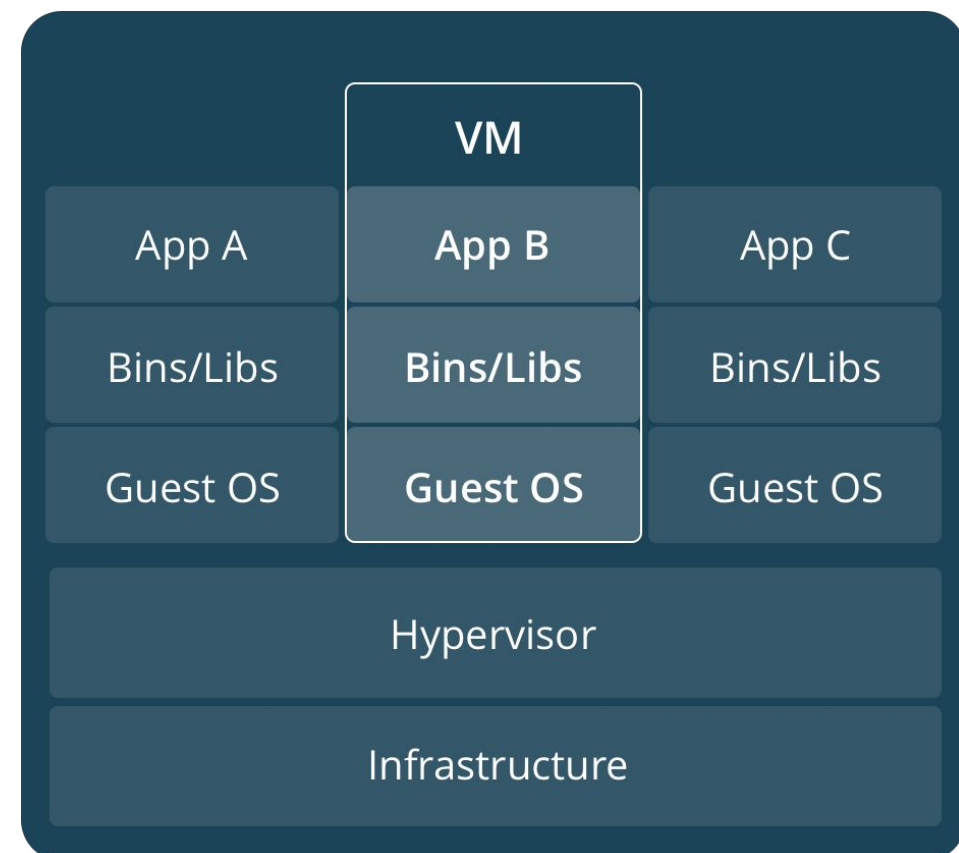 VM
App A
App B
App C
Bins/Libs
Bins/Libs
Bins/Libs
Guest OS
Guest OS
Guest OS
Hypervisor
Infrastructure